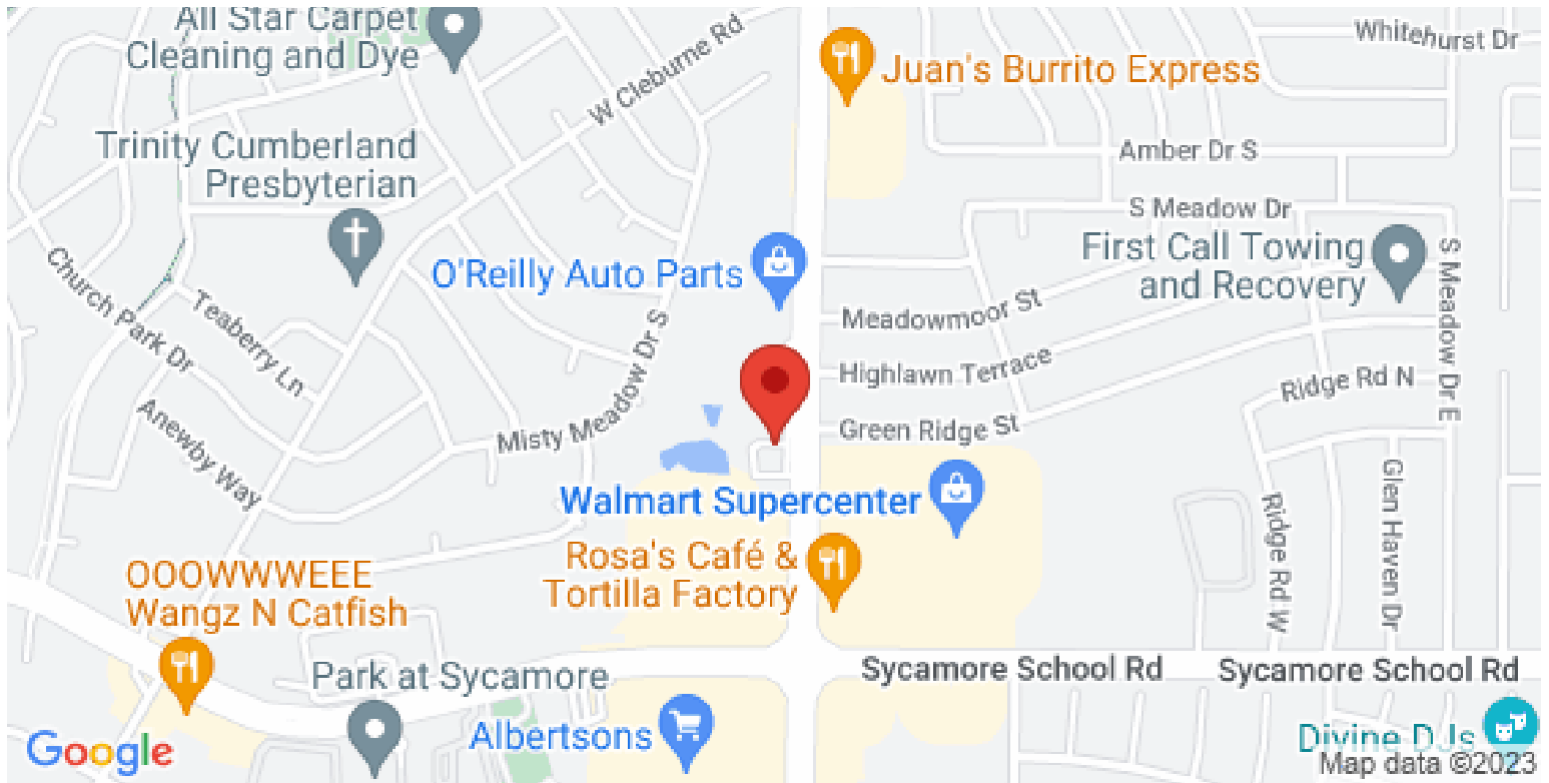 All Star Carpet
Cleaning and Dye
W Cleburne Rd
Juan's Burrito Express
Whitehurst Dr
Amber Dr S
Trinity Cumberland
Presbyterian
S Meadow Dr
First Call Towing
and Recovery
S Meadow Dr E
O'Reilly Auto Parts
Church Park Dr
Teaberry Ln
Meadowmoor St
Highlawn Terrace
Ridge Rd N
Misty Meadow Dr S
Green Ridge St
Anewby Way
Walmart Supercenter
Glen Haven Dr
Ridge Rd W
Rosa's Café &
Tortilla Factory
OOOWWWEEE
Wangz N Catfish
Park at Sycamore
Sycamore School Rd
Sycamore School Rd
Albertsons
Divine DJs
Google
Map data ©2023